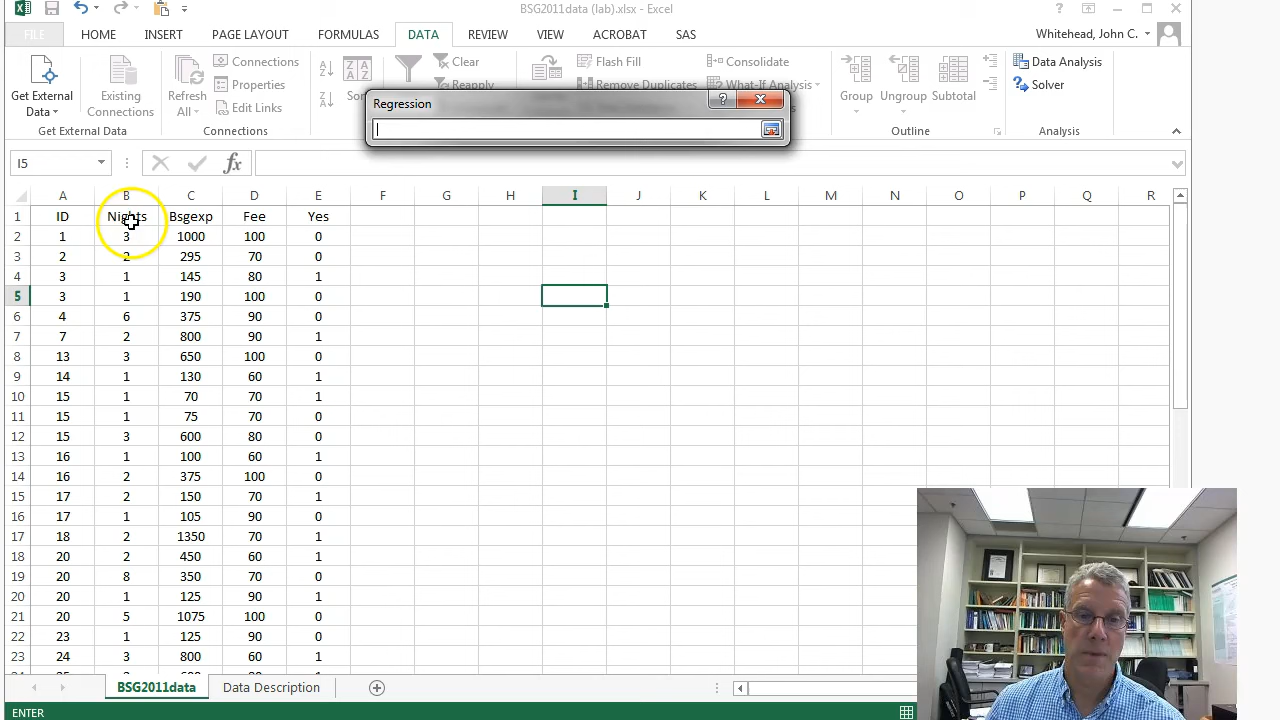 BSG2011data (lab).xlsx - Excel
FILE HOME INSERT PAGE LAYOUT FORMULAS DATA REVIEW VIEW ACROBAT SAS Whitehead, John C.
Get External Data
Get External Data
Existing Connections
Refresh All
Connections
Properties
Edit Links
Connections
Clear
Reapply
Flash Fill
Remove Duplicates
Consolidate
What-If Analysis
Group
Ungroup
Subtotal
Outline
Data Analysis
Solver
Analysis
Regression
I5
fx
A B C D E F G H I J K L M N O P Q R
1 ID Nights Bsgexp Fee Yes
2 1 3 1000 100 0
3 2 2 295 70 0
4 3 1 145 80 1
5 3 1 190 100 0
6 4 6 375 90 0
7 7 2 800 90 1
8 13 3 650 100 0
9 14 1 130 60 1
10 15 1 70 70 1
11 15 1 75 70 0
12 15 3 600 80 0
13 16 1 100 60 1
14 16 2 375 100 0
15 17 2 150 70 1
16 17 1 105 90 0
17 18 2 1350 70 1
18 20 2 450 60 1
19 20 8 350 70 0
20 20 1 125 90 1
21 20 5 1075 100 0
22 23 1 125 90 0
23 24 3 800 60 1
BSG2011data Data Description
ENTER